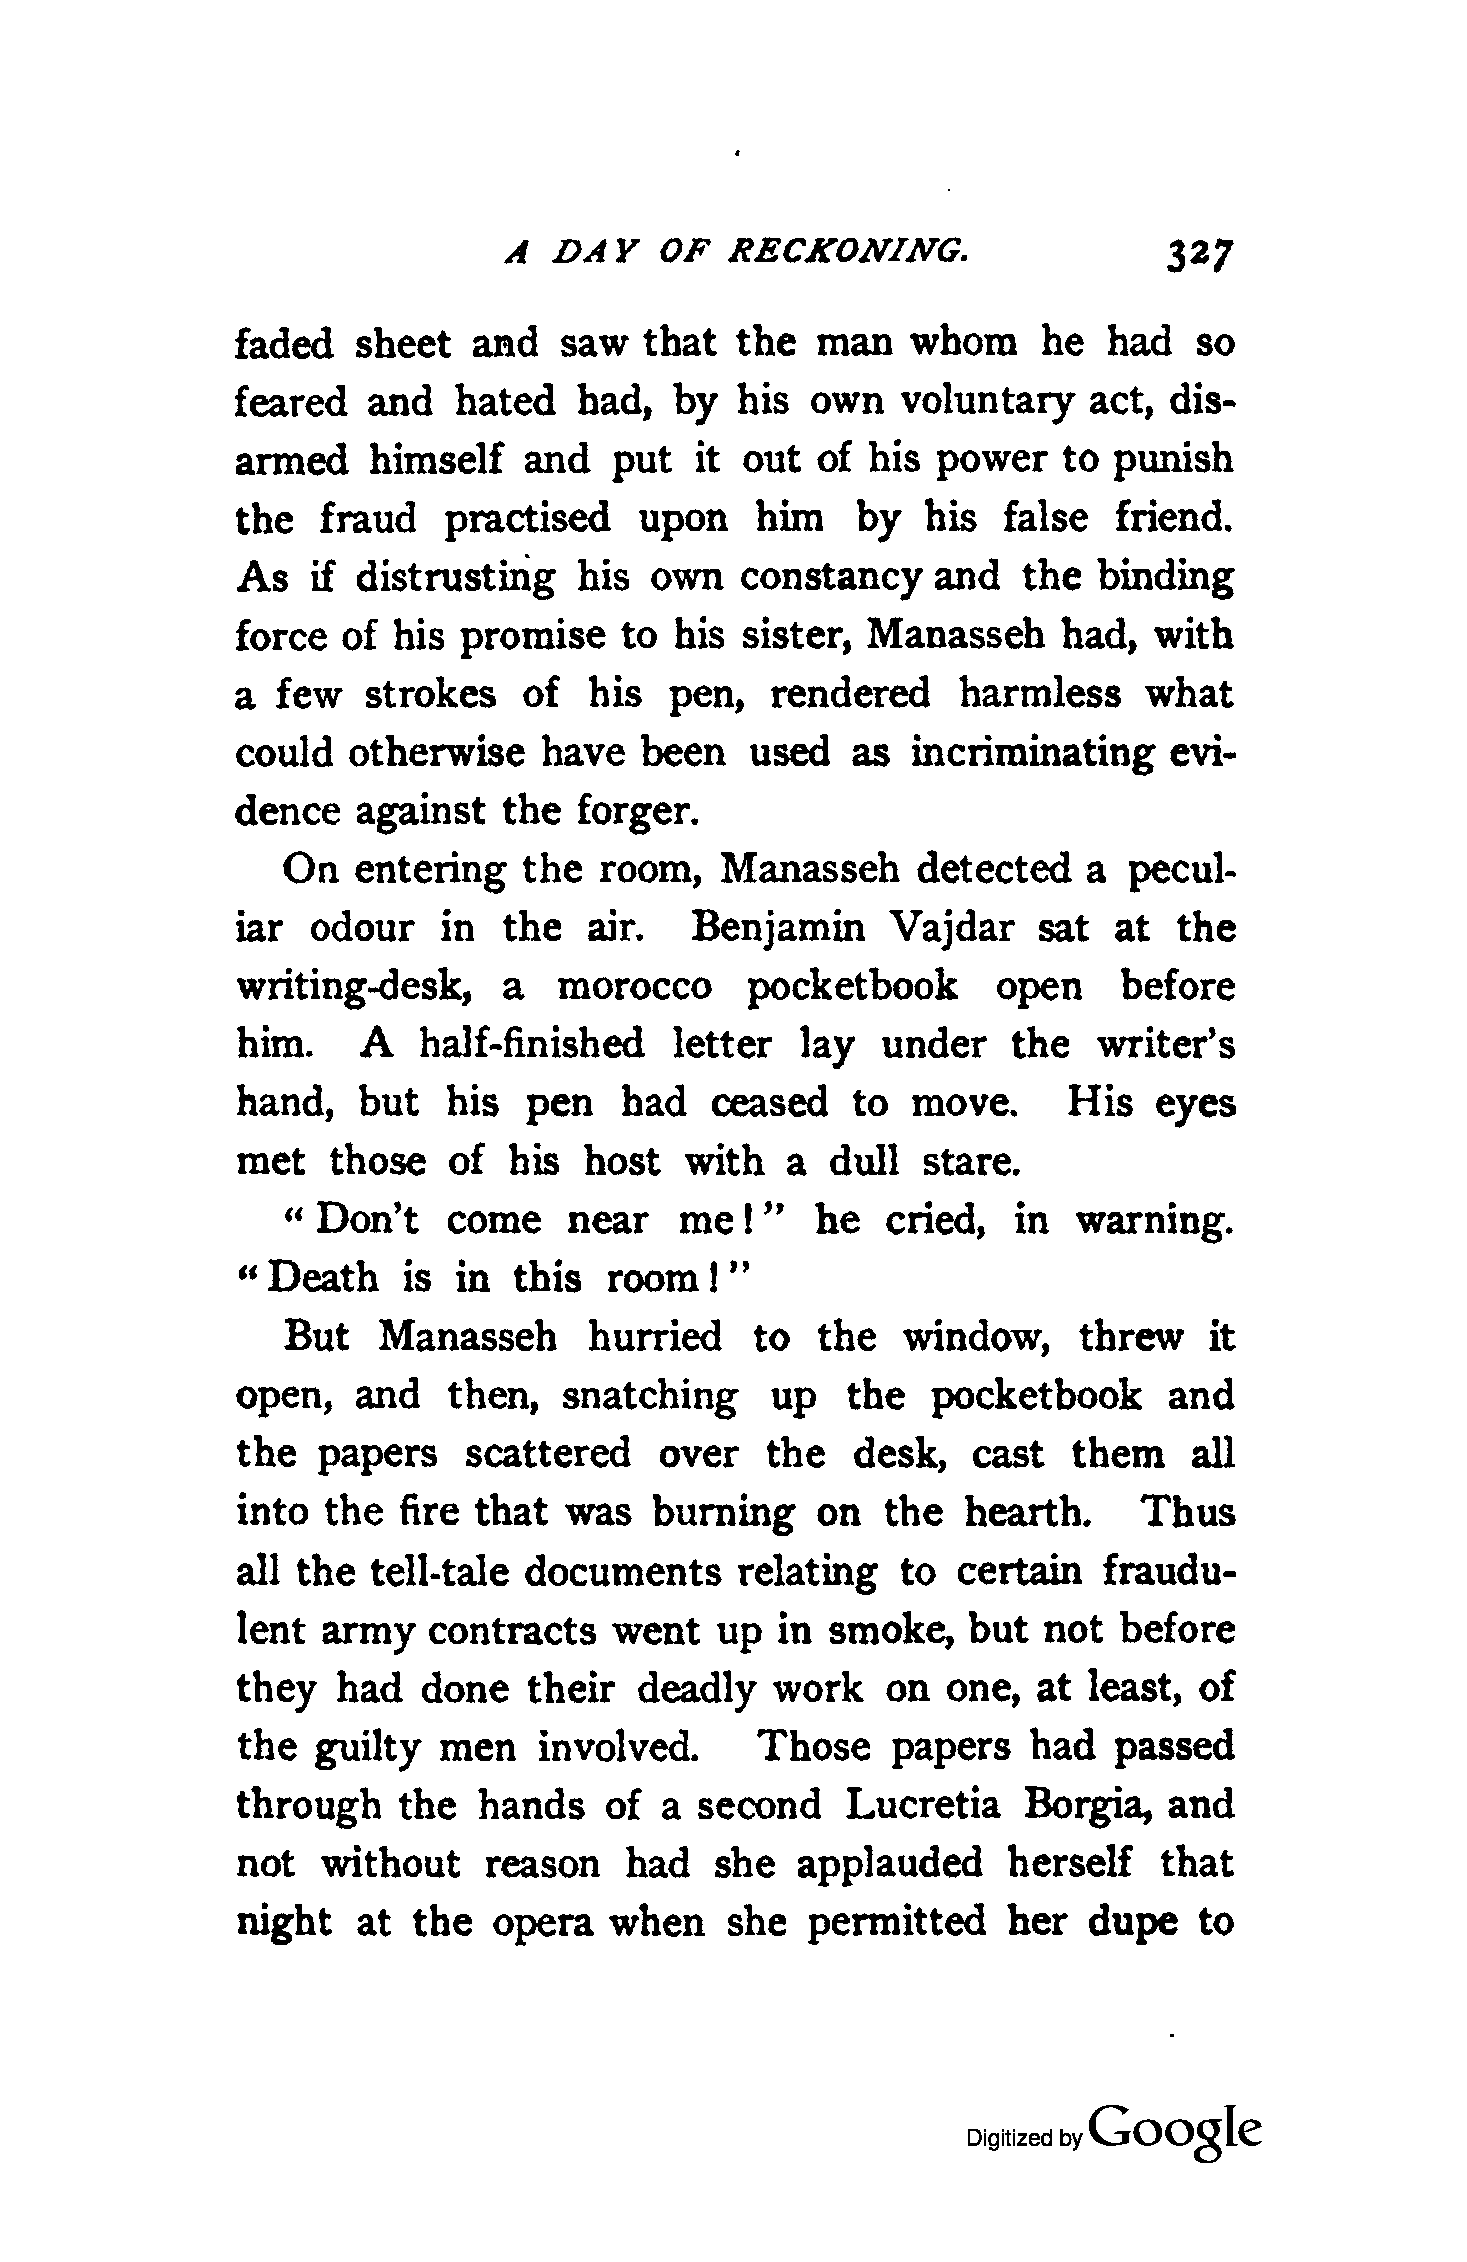 A DAY OF RECKONING. 327
faded sheet and saw that the man whom he had so
feared and hated had, by his own voluntary act, dis-
armed himself and put it out of his power to punish
the fraud practised upon him by his false friend.
As if distrusting his own constancy and the binding
force of his promise to his sister, Manasseh had, with
a few strokes of his pen, rendered harmless what
could otherwise have been used as incriminating evi-
dence against the forger.
On entering the room, Manasseh detected a pecul-
iar odour in the air. Benjamin Vajdar sat at the
writing-desk, a morocco pocketbook open before
him. A half-finished letter lay under the writer's
hand, but his pen had ceased to move. His eyes
met those of his host with a dull stare.
"Don't come near me!" he cried, in warning.
"Death is in this room!"
But Manasseh hurried to the window, threw it
open, and then, snatching up the pocketbook and
the papers scattered over the desk, cast them all
into the fire that was burning on the hearth. Thus
all the tell-tale documents relating to certain fraudu-
lent army contracts went up in smoke, but not before
they had done their deadly work on one, at least, of
the guilty men involved. Those papers had passed
through the hands of a second Lucretia Borgia, and
not without reason had she applauded herself that
night at the opera when she permitted her dupe to
Digitized by Google